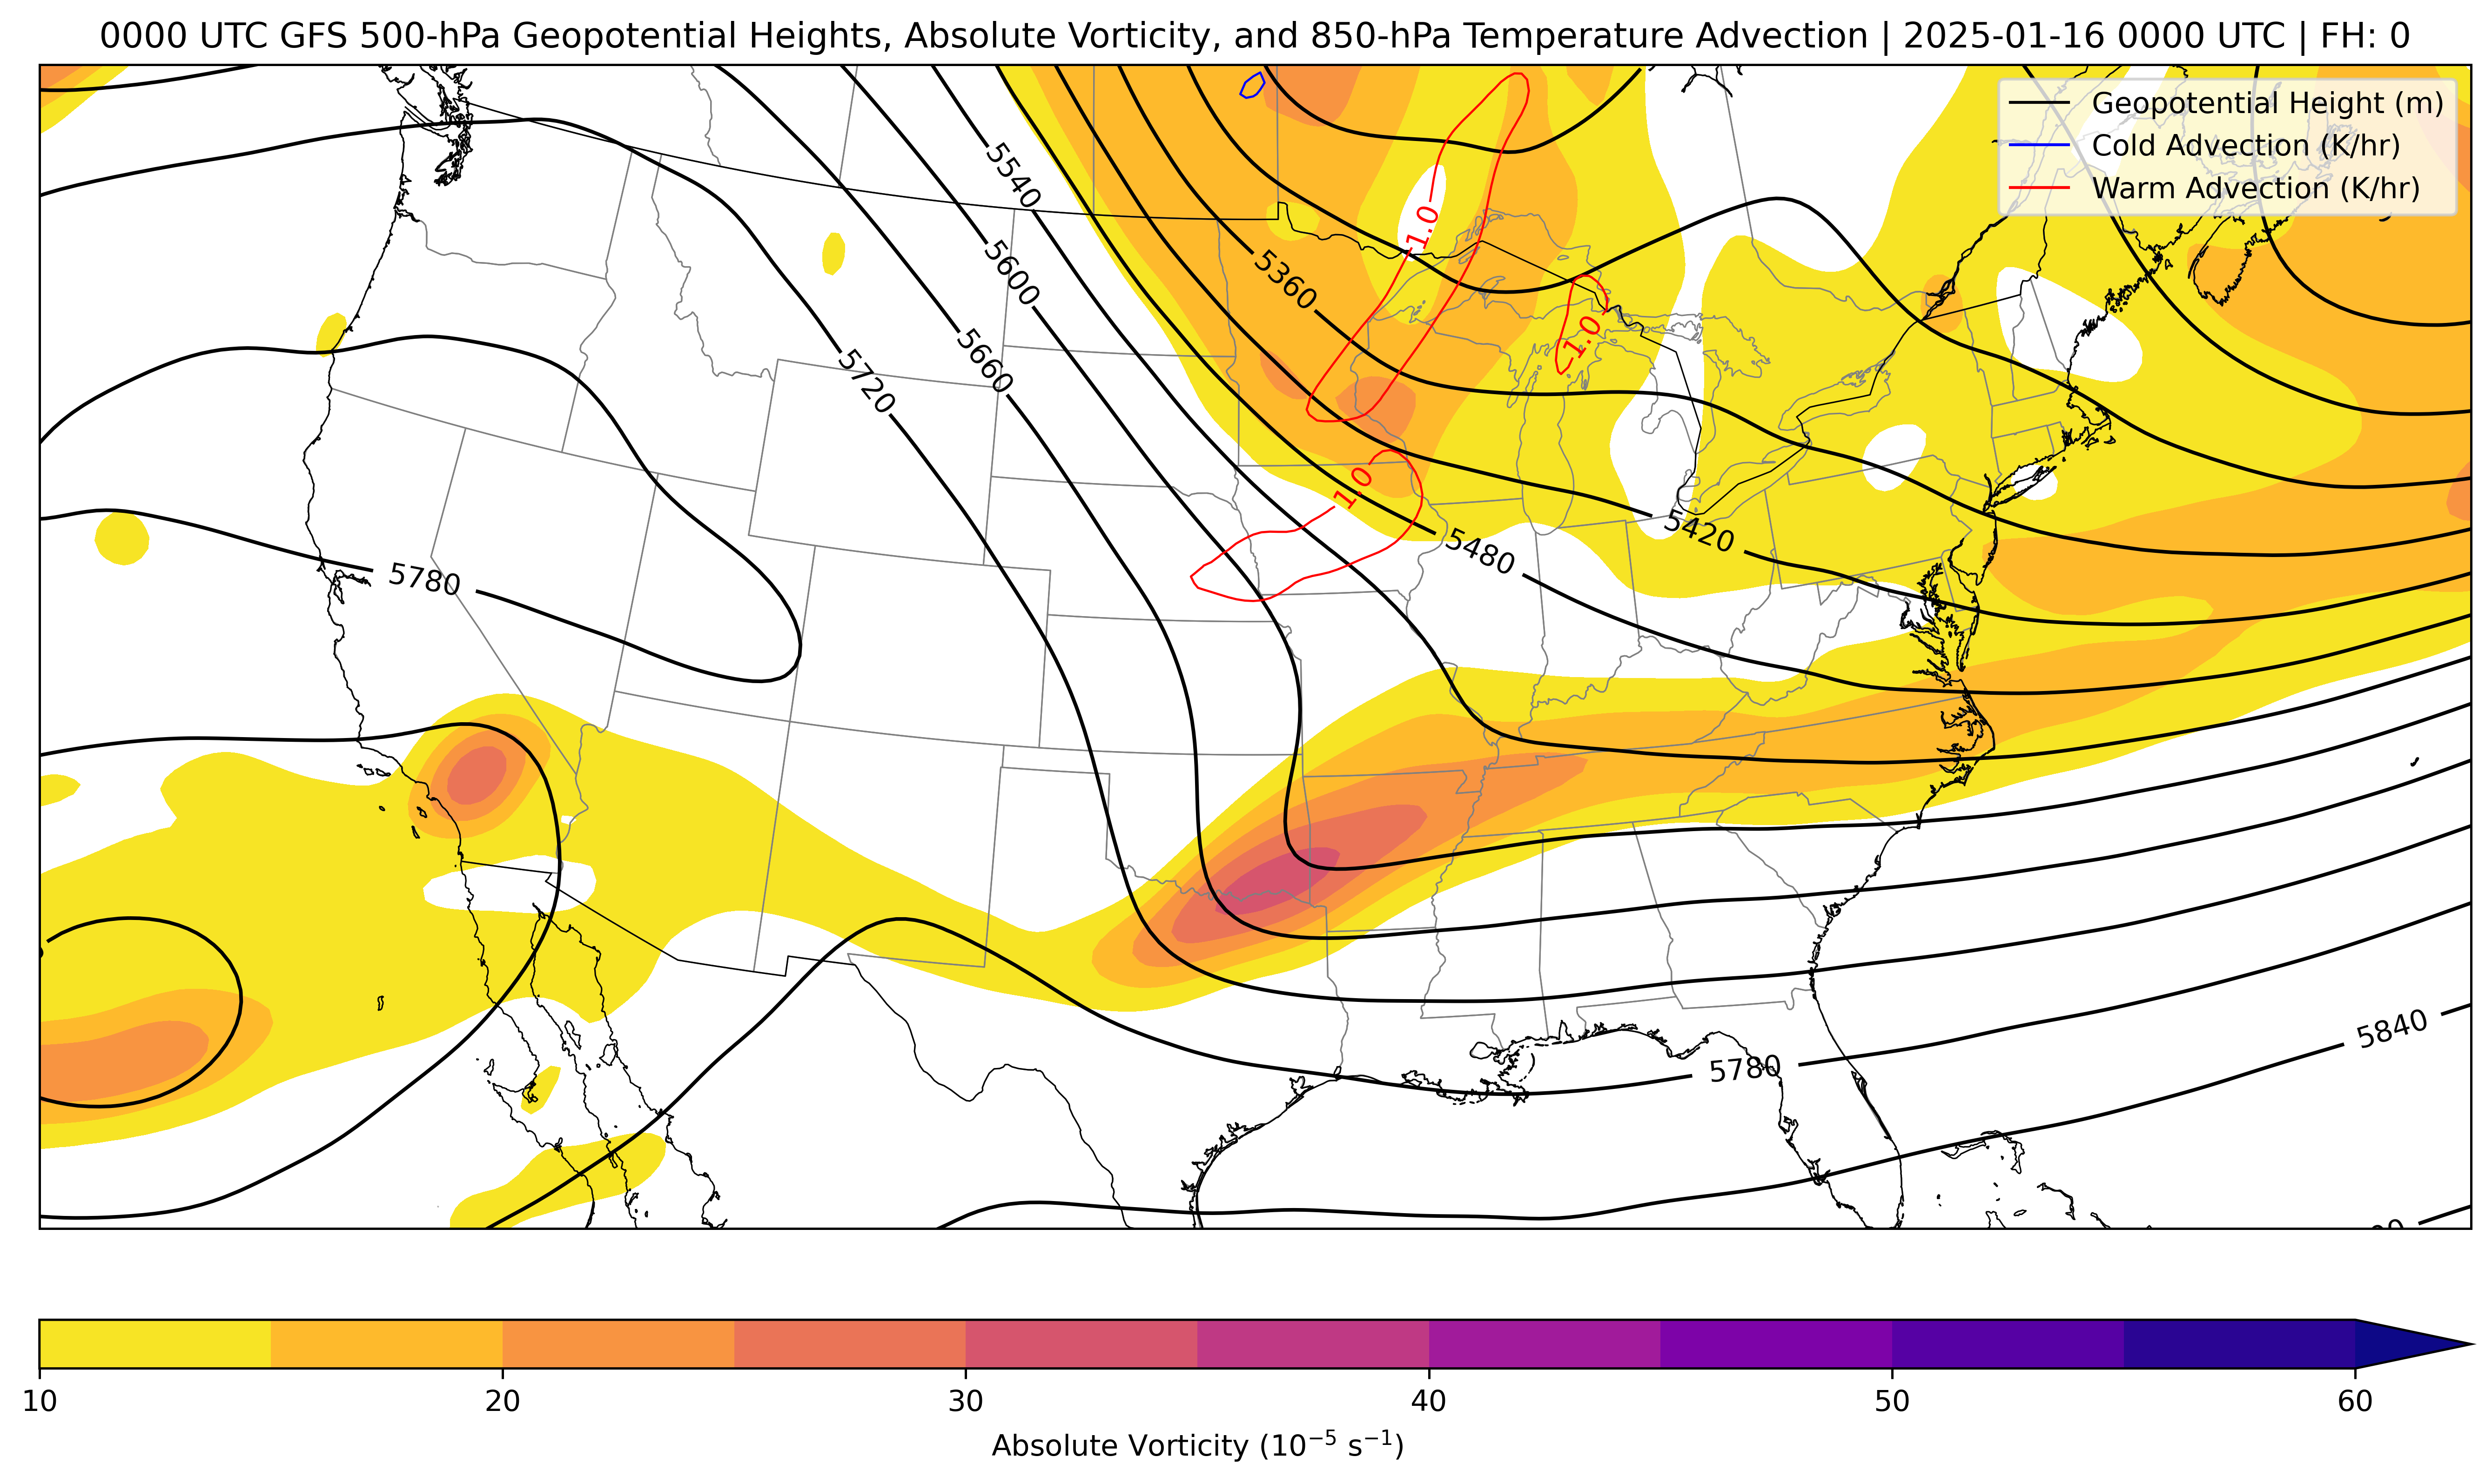 0000 UTC GFS 500-hPa Geopotential Heights, Absolute Vorticity, and 850-hPa Temperature Advection | 2025-01-16 0000 UTC | FH: 0
Geopotential Height (m)
Cold Advection (K/hr)
Warm Advection (K/hr)
5540
1.0
5600
5360
1.0
5660
5720
1.0
5420
5480
5780
5840
5780
10 20 30 40 50 60
Absolute Vorticity (10⁻⁵ s⁻¹)